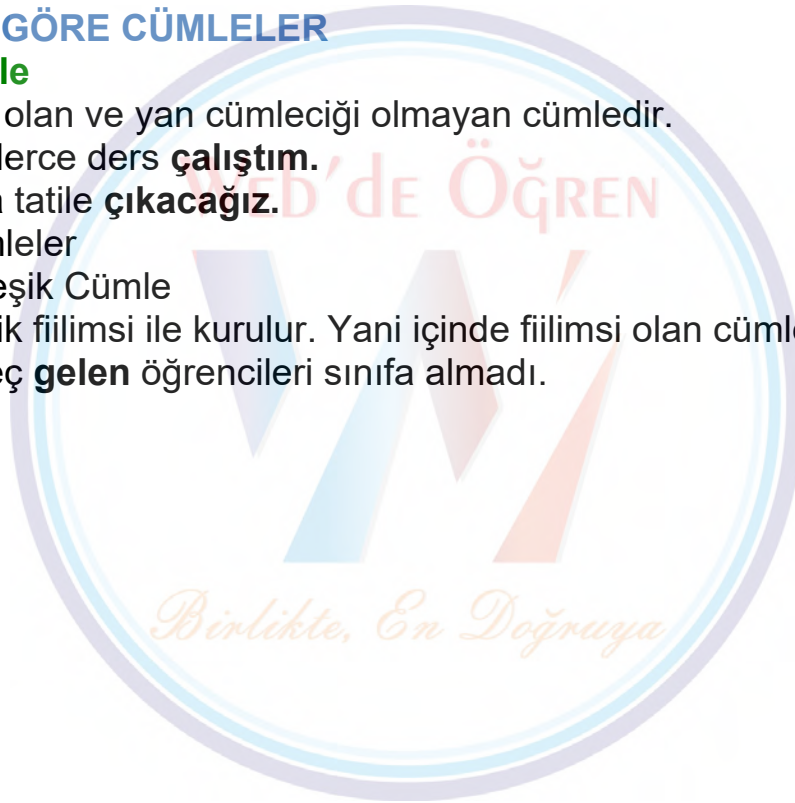 GÖRE CÜMLELER
le
olan ve yan cümleciği olmayan cümledir.
lerce ders çalıştım.
tatile çıkacağız.
Web'de Öğren
leler
eşik Cümle
ik fiilimsi ile kurulur. Yani içinde fiilimsi olan cümle
eç gelen öğrencileri sınıfa almadı.
Birlikte, En Doğruya